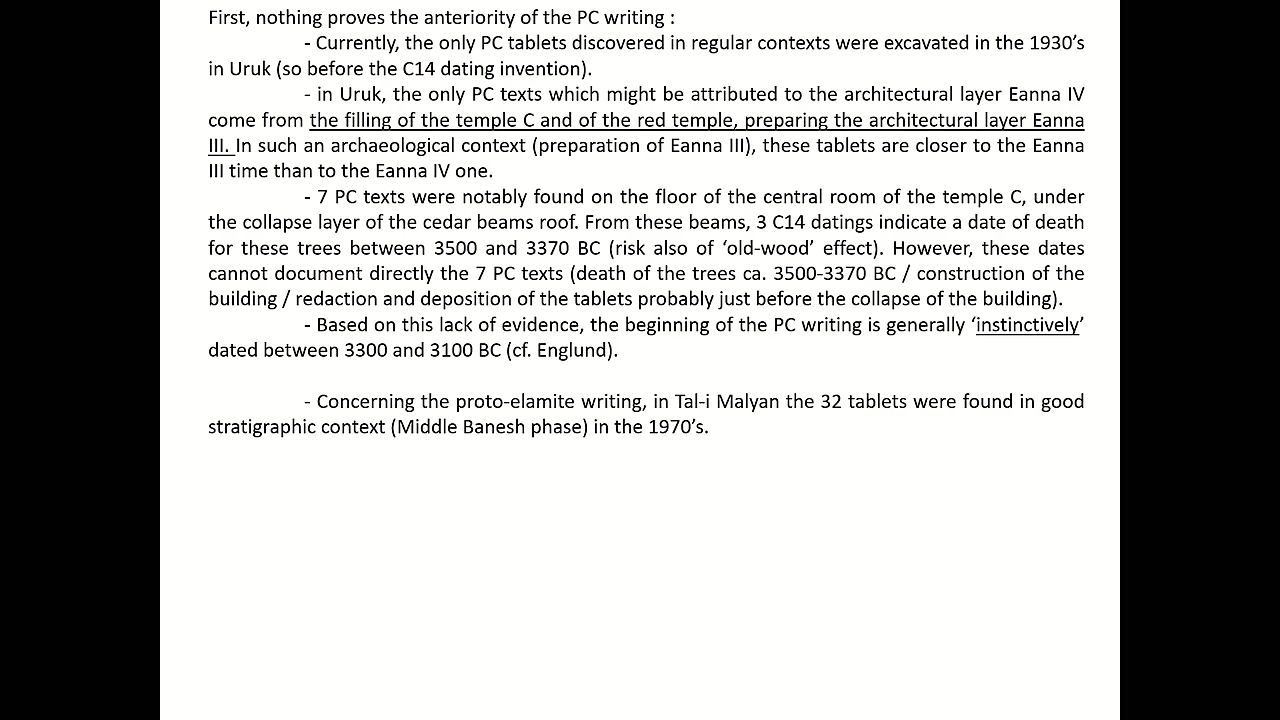 First, nothing proves the anteriority of the PC writing :
- Currently, the only PC tablets discovered in regular contexts were excavated in the 1930’s
in Uruk (so before the C14 dating invention).
- in Uruk, the only PC texts which might be attributed to the architectural layer Eanna IV
come from the filling of the temple C and of the red temple, preparing the architectural layer Eanna
III. In such an archaeological context (preparation of Eanna III), these tablets are closer to the Eanna
III time than to the Eanna IV one.
- 7 PC texts were notably found on the floor of the central room of the temple C, under
the collapse layer of the cedar beams roof. From these beams, 3 C14 datings indicate a date of death
for these trees between 3500 and 3370 BC (risk also of ‘old-wood’ effect). However, these dates
cannot document directly the 7 PC texts (death of the trees ca. 3500-3370 BC / construction of the
building / redaction and deposition of the tablets probably just before the collapse of the building).
- Based on this lack of evidence, the beginning of the PC writing is generally ‘instinctively’
dated between 3300 and 3100 BC (cf. Englund).
- Concerning the proto-elamite writing, in Tal-i Malyan the 32 tablets were found in good
stratigraphic context (Middle Banesh phase) in the 1970’s.